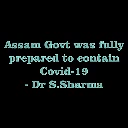 Assam Govt was fully
prepared to contain
Covid-19
- Dr S.Sharma